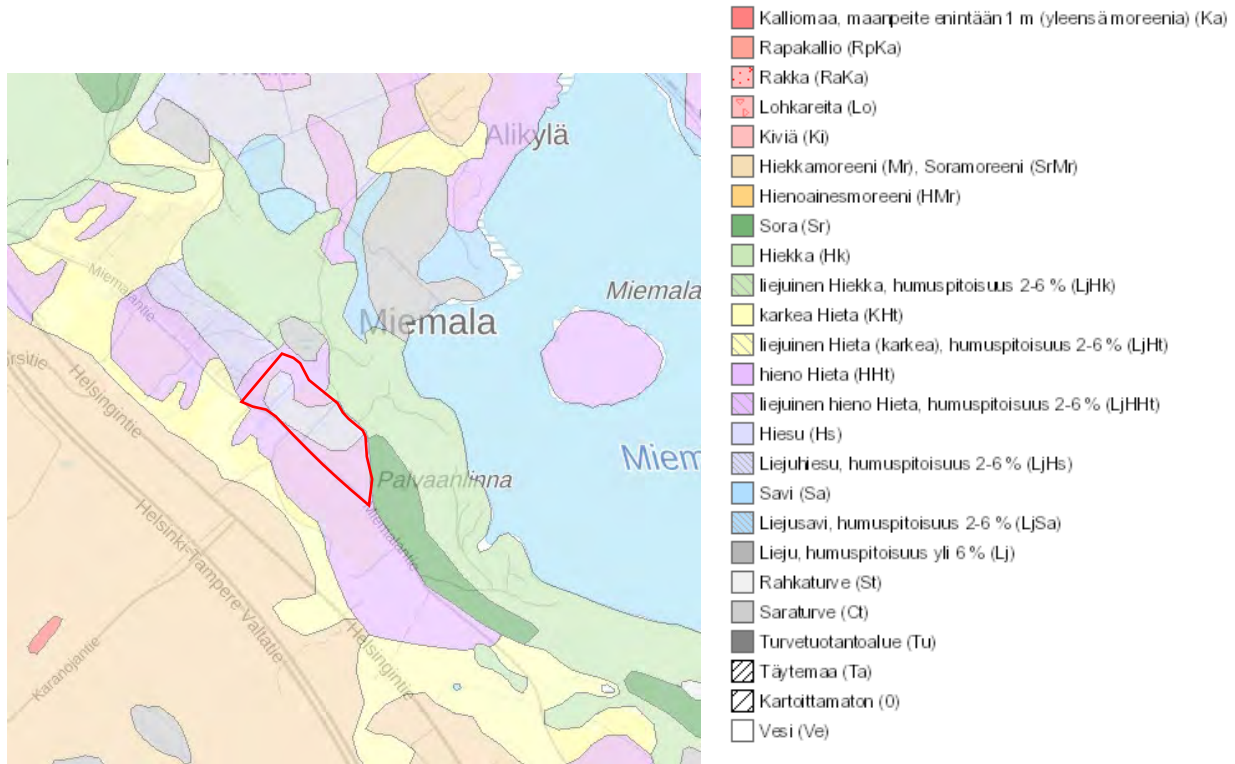 Alikylä
Miemala
Miemalantie
Miemala
rsitie
Helsingintie
Miem
Palvaanlinna
Miemalantie
Helsinki-Tampere Valtatie
Helsingintie
Karanojantie
Kalliomaa, maanpeite enintään 1 m (yleensä moreenia) (Ka)
Rapakallio (RpKa)
Rakka (RaKa)
Lohkareita (Lo)
Kiviä (Ki)
Hiekkamoreeni (Mr), Soramoreeni (SrMr)
Hienoainesmoreeni (HMr)
Sora (Sr)
Hiekka (Hk)
liejuinen Hiekka, humuspitoisuus 2-6 % (LjHk)
karkea Hieta (KHt)
liejuinen Hieta (karkea), humuspitoisuus 2-6 % (LjHt)
hieno Hieta (HHt)
liejuinen hieno Hieta, humuspitoisuus 2-6 % (LjHHt)
Hiesu (Hs)
Liejuhiesu, humuspitoisuus 2-6 % (LjHs)
Savi (Sa)
Liejusavi, humuspitoisuus 2-6 % (LjSa)
Lieju, humuspitoisuus yli 6 % (Lj)
Rahkaturve (St)
Saraturve (Ct)
Turvetuotantoalue (Tu)
Täytemaa (Ta)
Kartoittamaton (0)
Vesi (Ve)